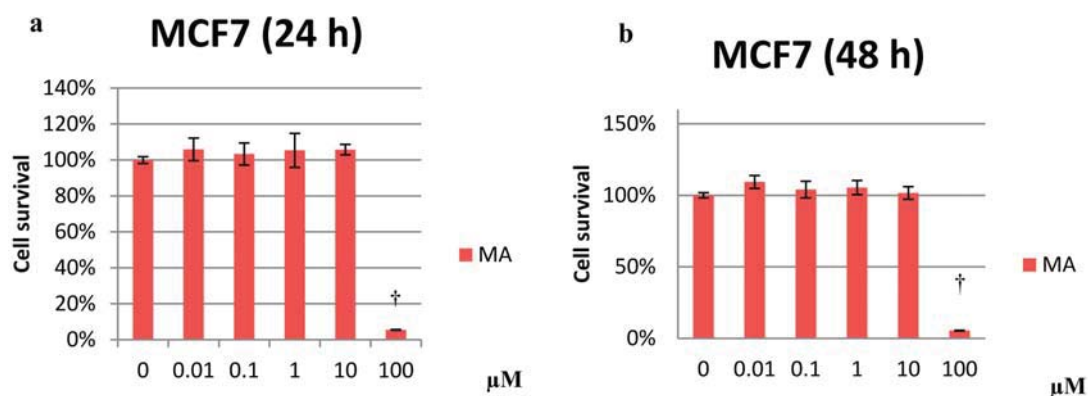 a
MCF7 (24 h)
140%
120%
100%
80%
60%
40%
20%
0%
Cell survival
†
0 0.01 0.1 1 10 100
µM
MA
b
MCF7 (48 h)
150%
100%
50%
0%
Cell survival
†
0 0.01 0.1 1 10 100
µM
MA